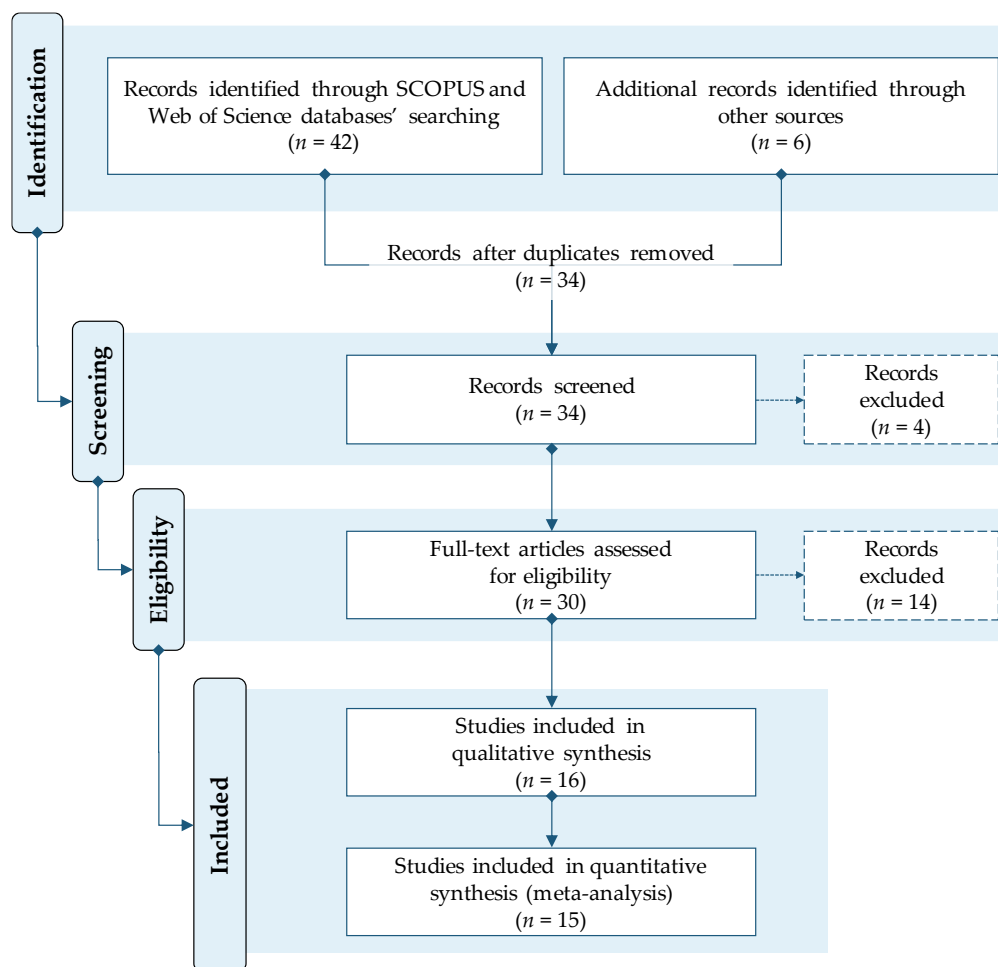 Identification
Records identified through SCOPUS and
Web of Science databases’ searching
(n = 42)
Additional records identified through
other sources
(n = 6)
Records after duplicates removed
(n = 34)
Screening
Records screened
(n = 34)
Records
excluded
(n = 4)
Eligibility
Full-text articles assessed
for eligibility
(n = 30)
Records
excluded
(n = 14)
Included
Studies included in
qualitative synthesis
(n = 16)
Studies included in quantitative
synthesis (meta-analysis)
(n = 15)